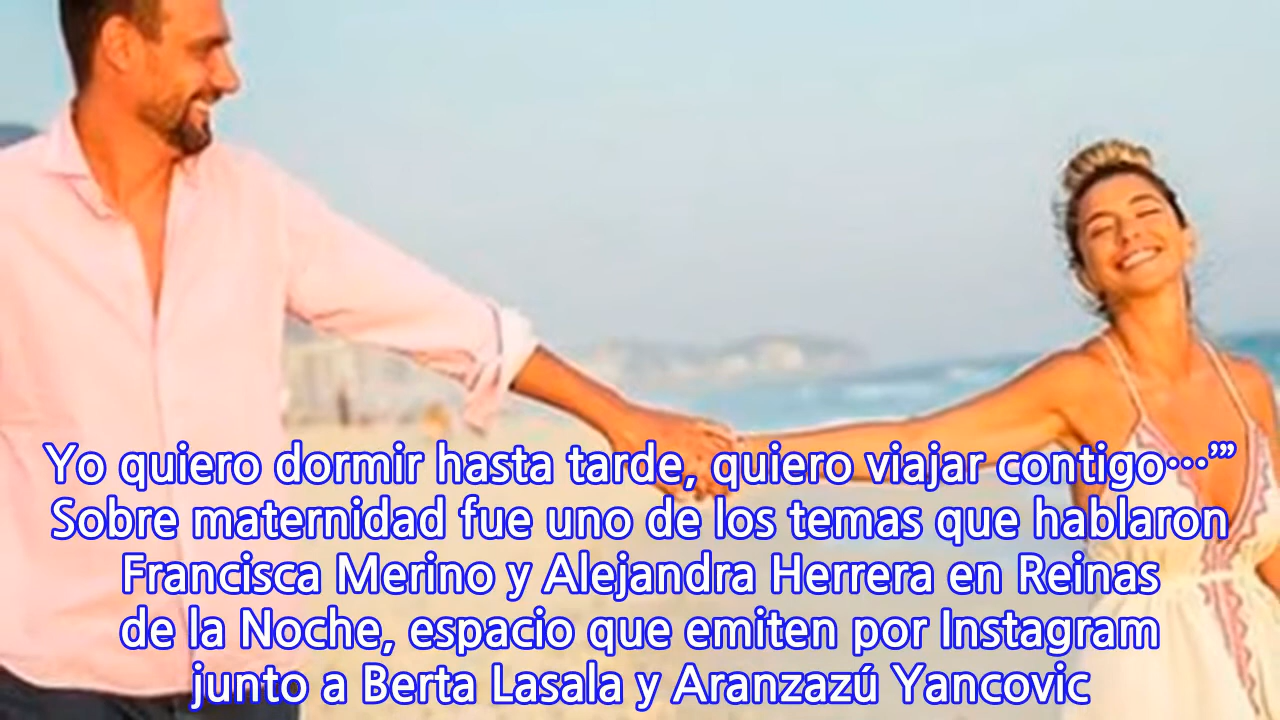 Yo quiero dormir hasta tarde, quiero viajar contigo…’”
Sobre maternidad fue uno de los temas que hablaron
Francisca Merino y Alejandra Herrera en Reinas
de la Noche, espacio que emiten por Instagram
junto a Berta Lasala y Aranzazú Yancovic